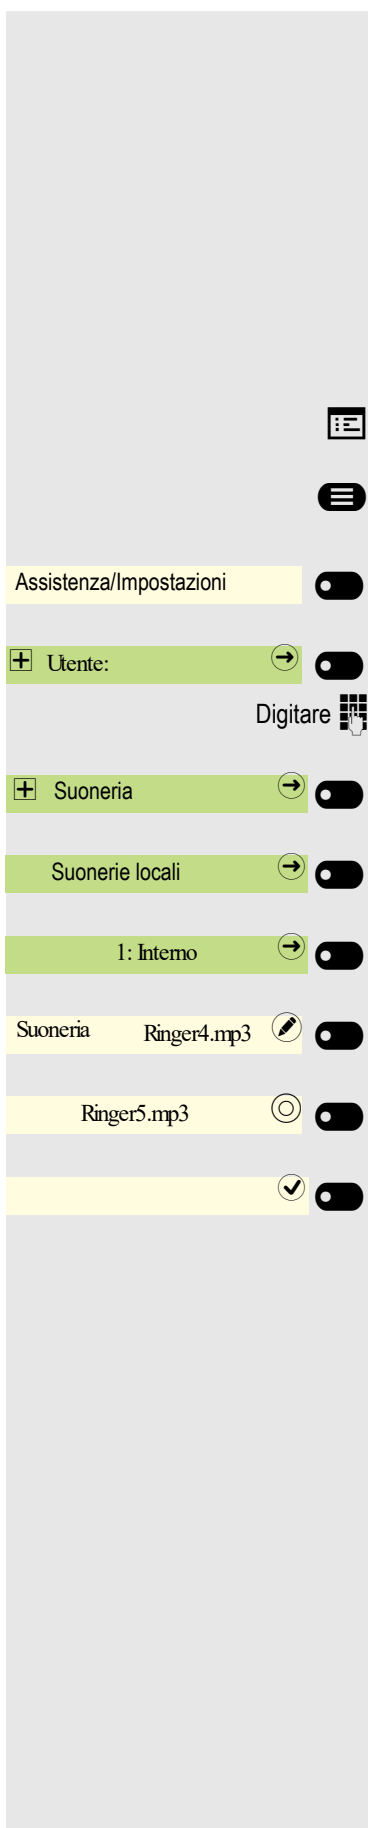 Assistenza/Impostazioni
Utente:
Digitare
Suoneria
Suonerie locali
1: Interno
Suoneria Ringer4.mp3
Ringer5.mp3